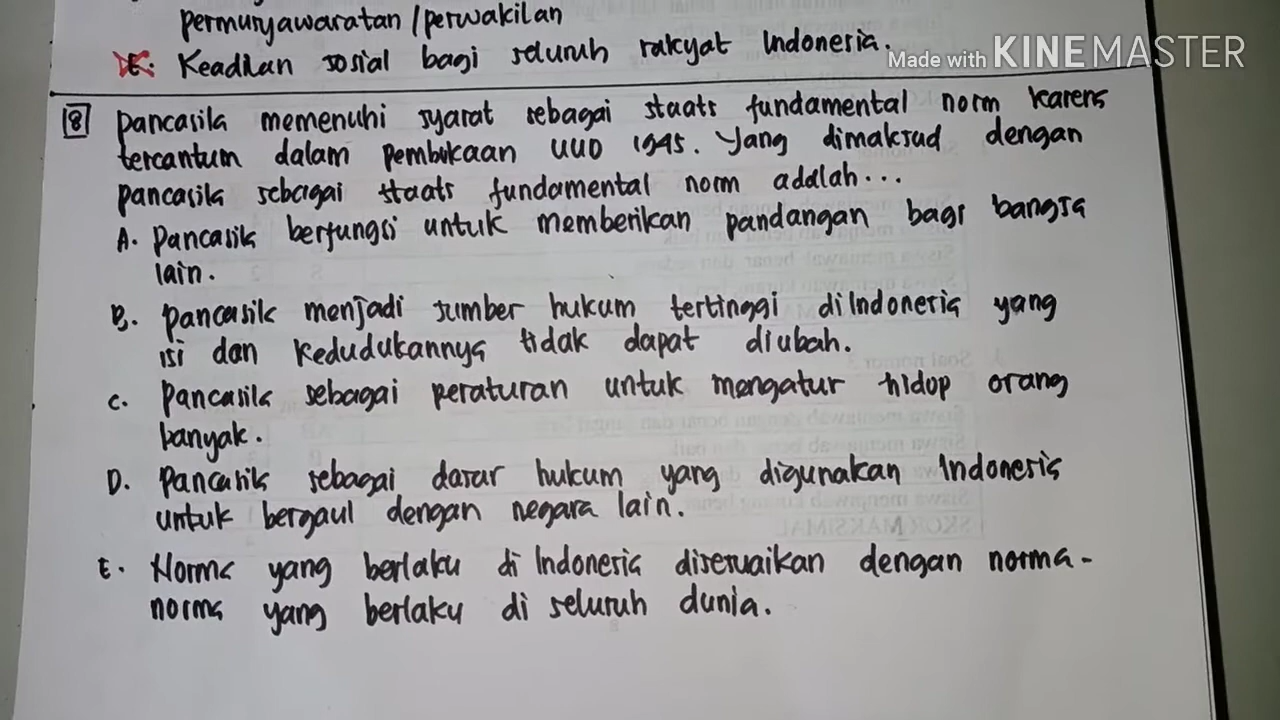 permusyawaratan / perwakilan
E. Keadilan sosial bagi seluruh rakyat Indonesia.
Made with KINEMASTER
8 Pancasila memenuhi syarat sebagai staats fundamental norm karena
tercantum dalam pembukaan UUD 1945. Yang dimaksud dengan
pancasila sebagai staats fundamental norm adalah...
A. Pancasila berfungsi untuk memberikan pandangan bagi bangsa
lain.
B. pancasila menjadi sumber hukum tertinggi di Indonesia yang
isi dan kedudukannya tidak dapat diubah.
C. Pancasila sebagai peraturan untuk mengatur hidup orang
banyak.
D. Pancasila sebagai dasar hukum yang digunakan Indonesia
untuk bergaul dengan negara lain.
E. Norma yang berlaku di Indonesia disesuaikan dengan norma-
norma yang berlaku di seluruh dunia.